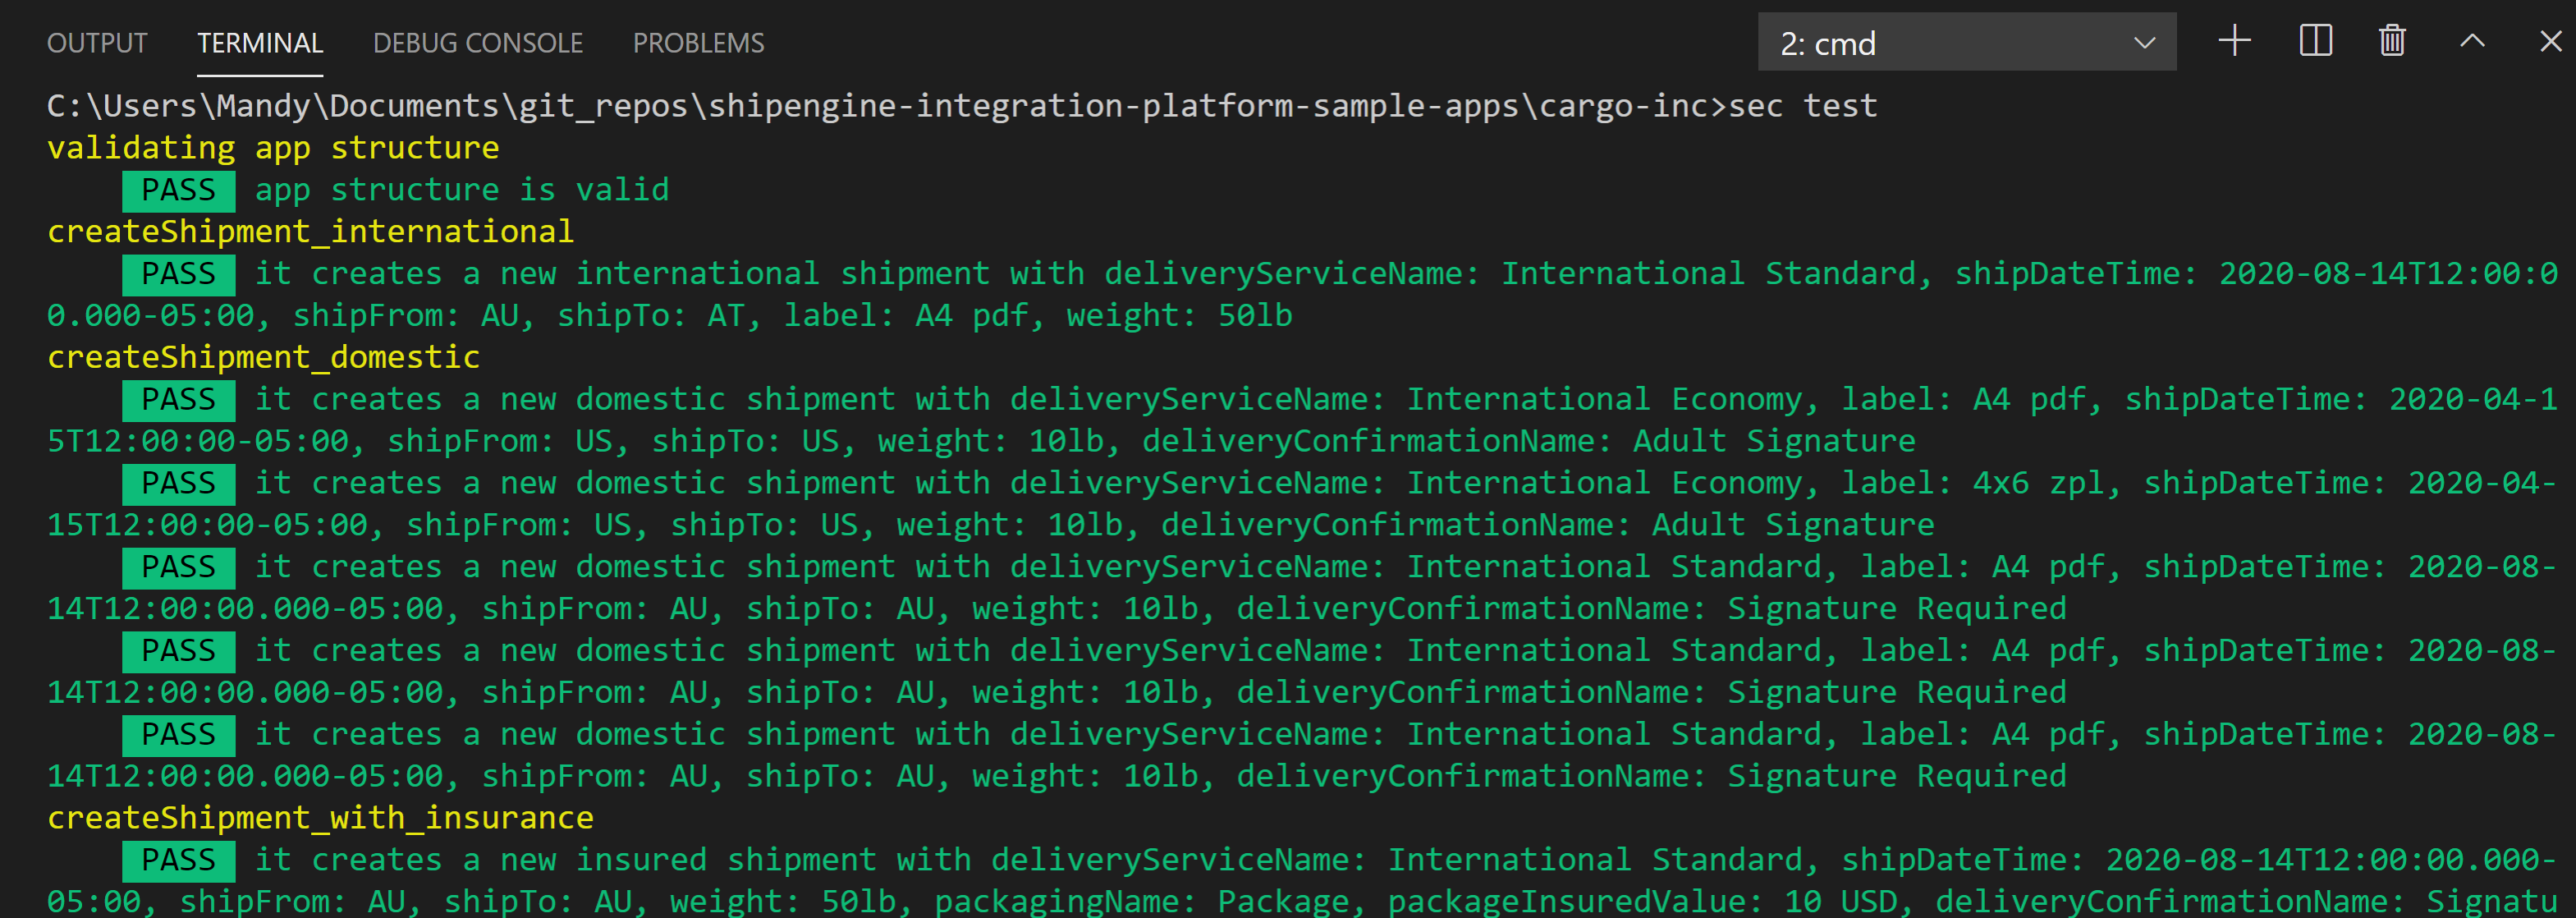 OUTPUT TERMINAL DEBUG CONSOLE PROBLEMS 2: cmd
C:\Users\Mandy\Documents\git_repos\shipengine-integration-platform-sample-apps\cargo-inc>sec test
validating app structure
PASS app structure is valid
createShipment_international
PASS it creates a new international shipment with deliveryServiceName: International Standard, shipDateTime: 2020-08-14T12:00:0
0.000-05:00, shipFrom: AU, shipTo: AT, label: A4 pdf, weight: 50lb
createShipment_domestic
PASS it creates a new domestic shipment with deliveryServiceName: International Economy, label: A4 pdf, shipDateTime: 2020-04-1
5T12:00:00-05:00, shipFrom: US, shipTo: US, weight: 10lb, deliveryConfirmationName: Adult Signature
PASS it creates a new domestic shipment with deliveryServiceName: International Economy, label: 4x6 zpl, shipDateTime: 2020-04-
15T12:00:00-05:00, shipFrom: US, shipTo: US, weight: 10lb, deliveryConfirmationName: Adult Signature
PASS it creates a new domestic shipment with deliveryServiceName: International Standard, label: A4 pdf, shipDateTime: 2020-08-
14T12:00:00.000-05:00, shipFrom: AU, shipTo: AU, weight: 10lb, deliveryConfirmationName: Signature Required
PASS it creates a new domestic shipment with deliveryServiceName: International Standard, label: A4 pdf, shipDateTime: 2020-08-
14T12:00:00.000-05:00, shipFrom: AU, shipTo: AU, weight: 10lb, deliveryConfirmationName: Signature Required
PASS it creates a new domestic shipment with deliveryServiceName: International Standard, label: A4 pdf, shipDateTime: 2020-08-
14T12:00:00.000-05:00, shipFrom: AU, shipTo: AU, weight: 10lb, deliveryConfirmationName: Signature Required
createShipment_with_insurance
PASS it creates a new insured shipment with deliveryServiceName: International Standard, shipDateTime: 2020-08-14T12:00:00.000-
05:00, shipFrom: AU, shipTo: AU, weight: 50lb, packagingName: Package, packageInsuredValue: 10 USD, deliveryConfirmationName: Signatu